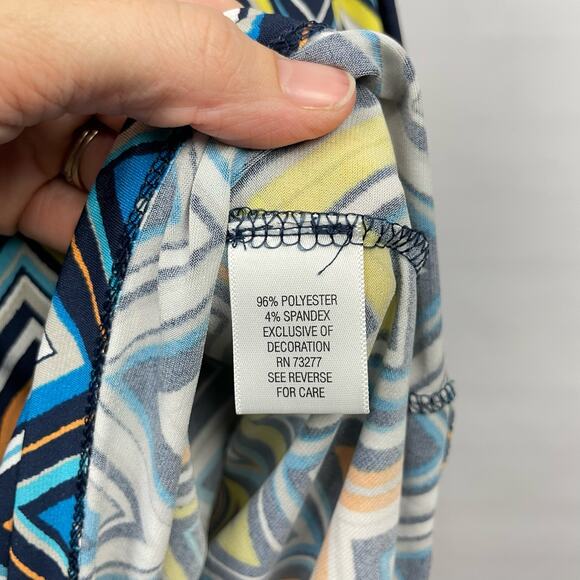 96% POLYESTER
4% SPANDEX
EXCLUSIVE OF
DECORATION
RN 73277
SEE REVERSE
FOR CARE